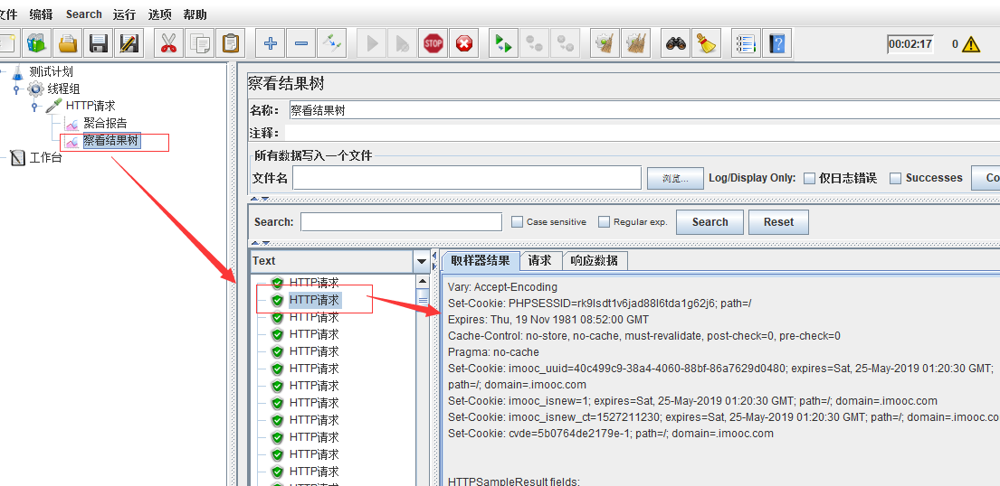 文件 编辑 Search 运行 选项 帮助
STOP
00:02:17 0
测试计划
线程组
HTTP请求
聚合报告
察看结果树
工作台
察看结果树
名称: 察看结果树
注释:
所有数据写入一个文件
文件名 浏览... Log/Display Only: 仅日志错误 Successes Co
Search: Case sensitive Regular exp. Search Reset
Text
HTTP请求
HTTP请求
HTTP请求
HTTP请求
HTTP请求
HTTP请求
HTTP请求
HTTP请求
HTTP请求
HTTP请求
HTTP请求
HTTP请求
HTTP请求
取样器结果 请求 响应数据
Vary: Accept-Encoding
Set-Cookie: PHPSESSID=rk9lsdt1v6jad88l6tda1g62j6; path=/
Expires: Thu, 19 Nov 1981 08:52:00 GMT
Cache-Control: no-store, no-cache, must-revalidate, post-check=0, pre-check=0
Pragma: no-cache
Set-Cookie: imooc_uuid=40c499c9-38a4-4060-88bf-86a7629d0480; expires=Sat, 25-May-2019 01:20:30 GMT;
path=/; domain=.imooc.com
Set-Cookie: imooc_isnew=1; expires=Sat, 25-May-2019 01:20:30 GMT; path=/; domain=.imooc.com
Set-Cookie: imooc_isnew_ct=1527211230; expires=Sat, 25-May-2019 01:20:30 GMT; path=/; domain=.imooc.co
Set-Cookie: cvde=5b0764de2179e-1; path=/; domain=.imooc.com
HTTPSampleResult fields: